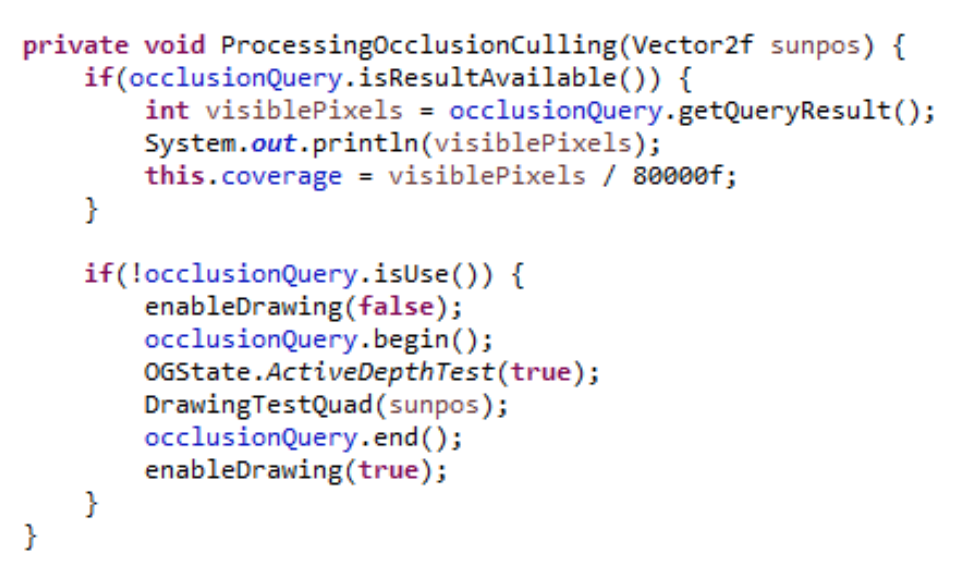 private void ProcessingOcclusionCulling(Vector2f sunpos) {
    if(occlusionQuery.isResultAvailable()) {
        int visiblePixels = occlusionQuery.getQueryResult();
        System.out.println(visiblePixels);
        this.coverage = visiblePixels / 80000f;
    }

    if(!occlusionQuery.isUse()) {
        enableDrawing(false);
        occlusionQuery.begin();
        OGState.ActiveDepthTest(true);
        DrawingTestQuad(sunpos);
        occlusionQuery.end();
        enableDrawing(true);
    }
}